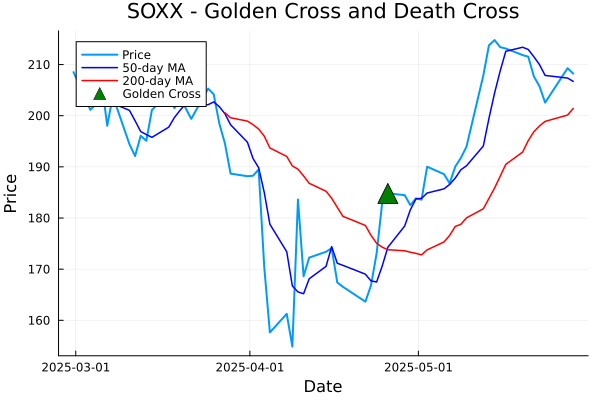 SOXX - Golden Cross and Death Cross
Price
50-day MA
200-day MA
Golden Cross
210
200
190
180
170
160
Price
2025-03-01
2025-04-01
2025-05-01
Date